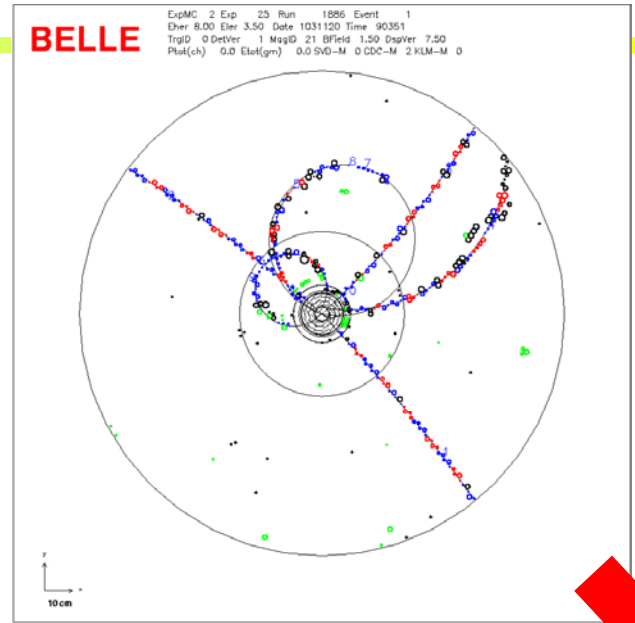 BELLE
ExpMC 2 Exp 25 Run 1886 Event 1
Eher 8.00 Eler 3.50 Date 1031120 Time 90351
TrgID 0 DetVer 1 MagID 21 BField 1.50 DspVer 7.50
Ptot(ch) 0.0 Etot(gm) 0.0 SVD-M 0 CDC-M 2 KLM-M 0
8 7
y
x
10 cm